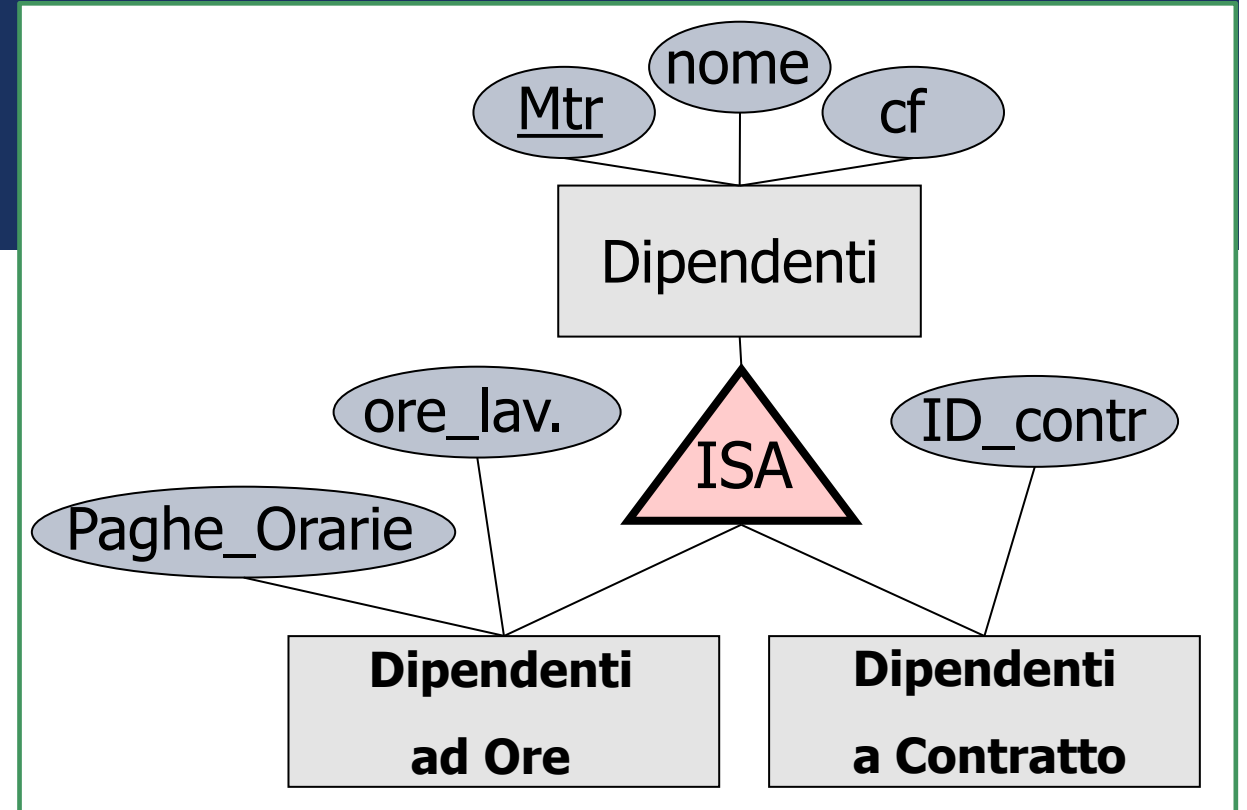 nome
Mtr
cf
Dipendenti
ore_lav.
ID_contr
ISA
Paghe_Orarie
Dipendenti
ad Ore
Dipendenti
a Contratto